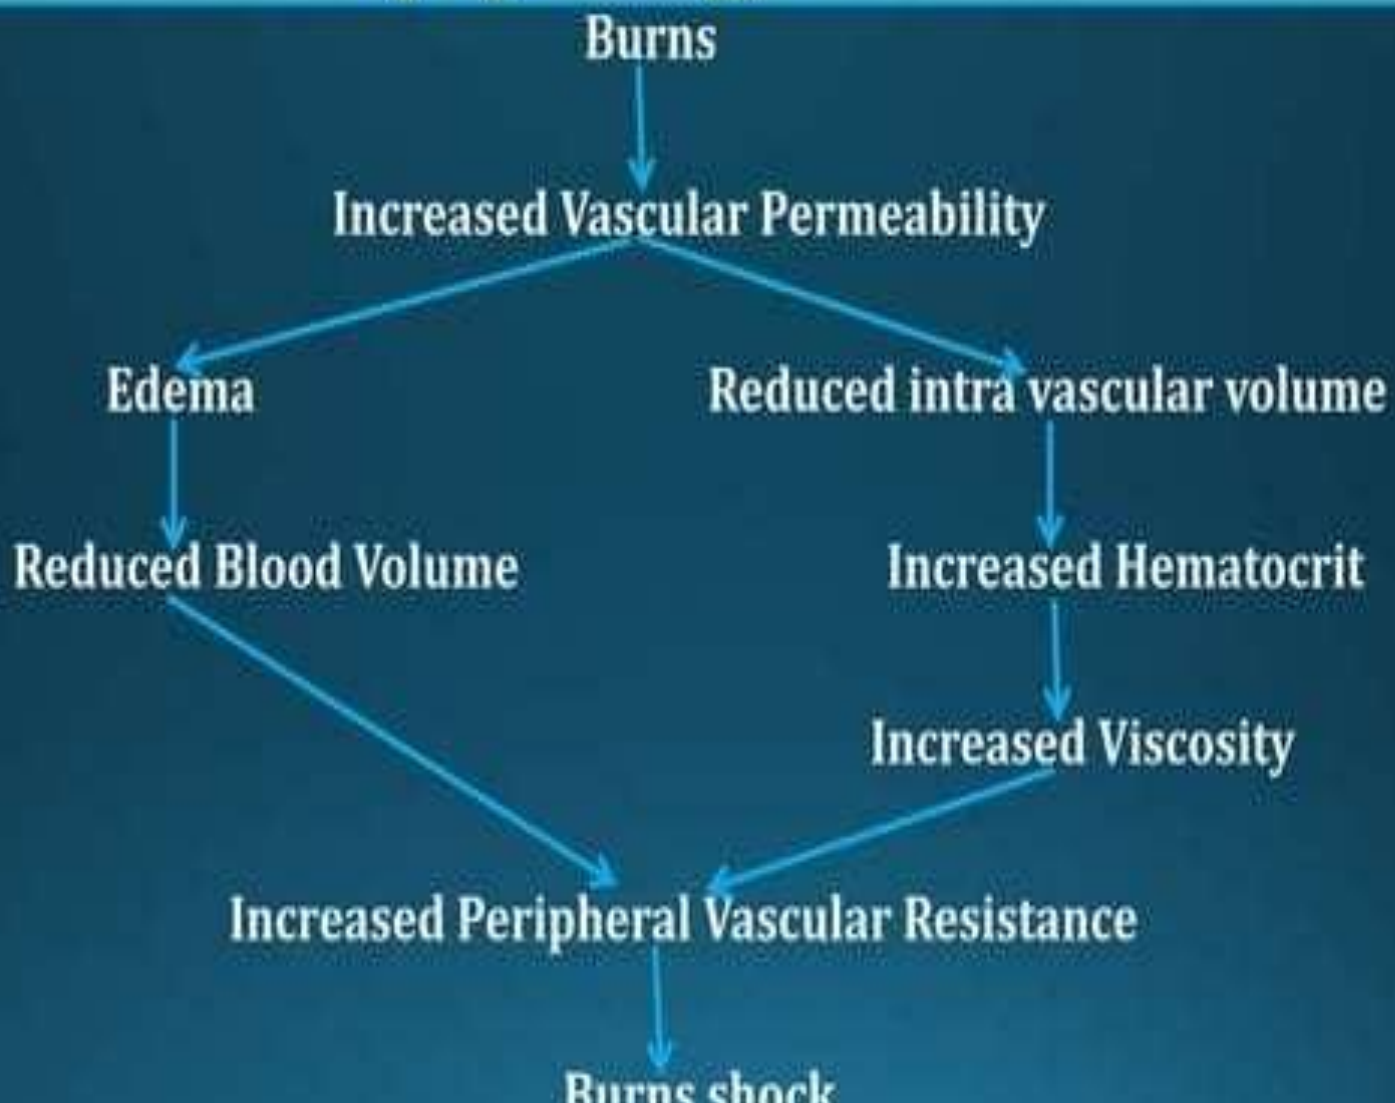 Burns
Increased Vascular Permeability
Edema
Reduced intra vascular volume
Reduced Blood Volume
Increased Hematocrit
Increased Viscosity
Increased Peripheral Vascular Resistance
Burns shock